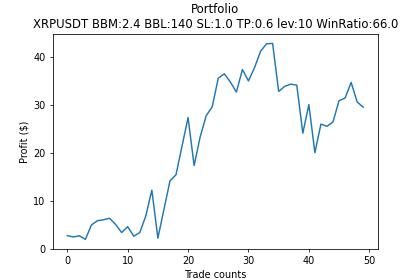 Portfolio
XRPUSDT BBM:2.4 BBL:140 SL:1.0 TP:0.6 lev:10 WinRatio:66.0
40
30
20
10
0
Profit ($)
0 10 20 30 40 50
Trade counts